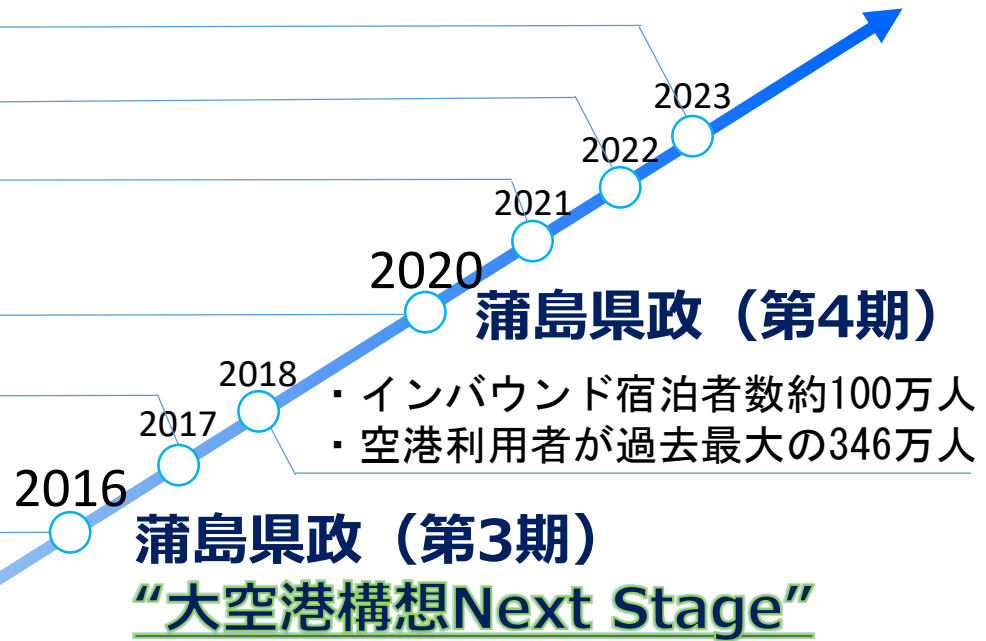 2023
2022
2021
2020
蒲島県政（第4期）
2018
・インバウンド宿泊者数約100万人
・空港利用者が過去最大の346万人
2017
2016
蒲島県政（第3期）
“大空港構想Next Stage”